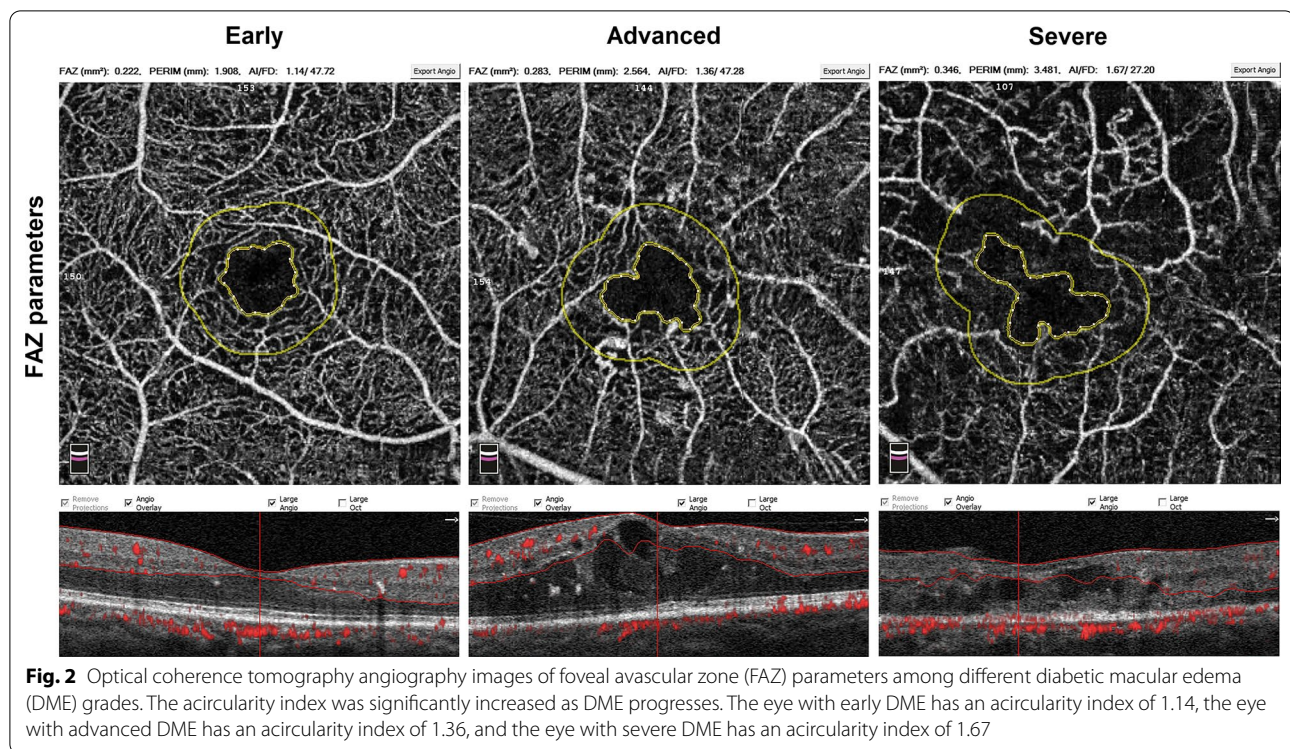 Early
Advanced
Severe
FAZ parameters
FAZ (mm²): 0.222, PERIM (mm): 1.908, AI/FD: 1.14/ 47.72
Export Angio
FAZ (mm²): 0.283, PERIM (mm): 2.564, AI/FD: 1.36/ 47.28
Export Angio
FAZ (mm²): 0.346, PERIM (mm): 3.481, AI/FD: 1.67/ 27.20
Export Angio
153
144
107
150
154
147
Remove Projections
Angio Overlay
Large Angio
Large Oct
Remove Projections
Angio Overlay
Large Angio
Large Oct
Remove Projections
Angio Overlay
Large Angio
Large Oct
Fig. 2 Optical coherence tomography angiography images of foveal avascular zone (FAZ) parameters among different diabetic macular edema
(DME) grades. The acircularity index was significantly increased as DME progresses. The eye with early DME has an acircularity index of 1.14, the eye
with advanced DME has an acircularity index of 1.36, and the eye with severe DME has an acircularity index of 1.67